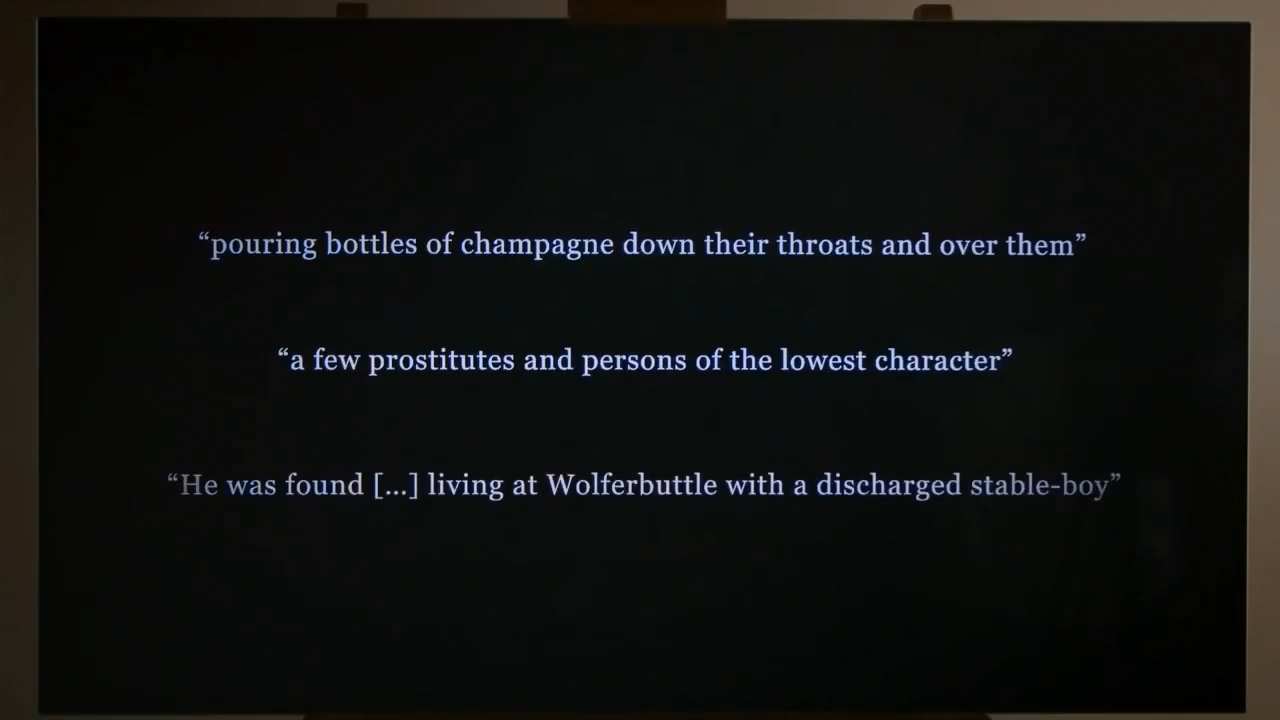 “pouring bottles of champagne down their throats and over them”
“a few prostitutes and persons of the lowest character”
“He was found [...] living at Wolferbuttle with a discharged stable-boy”